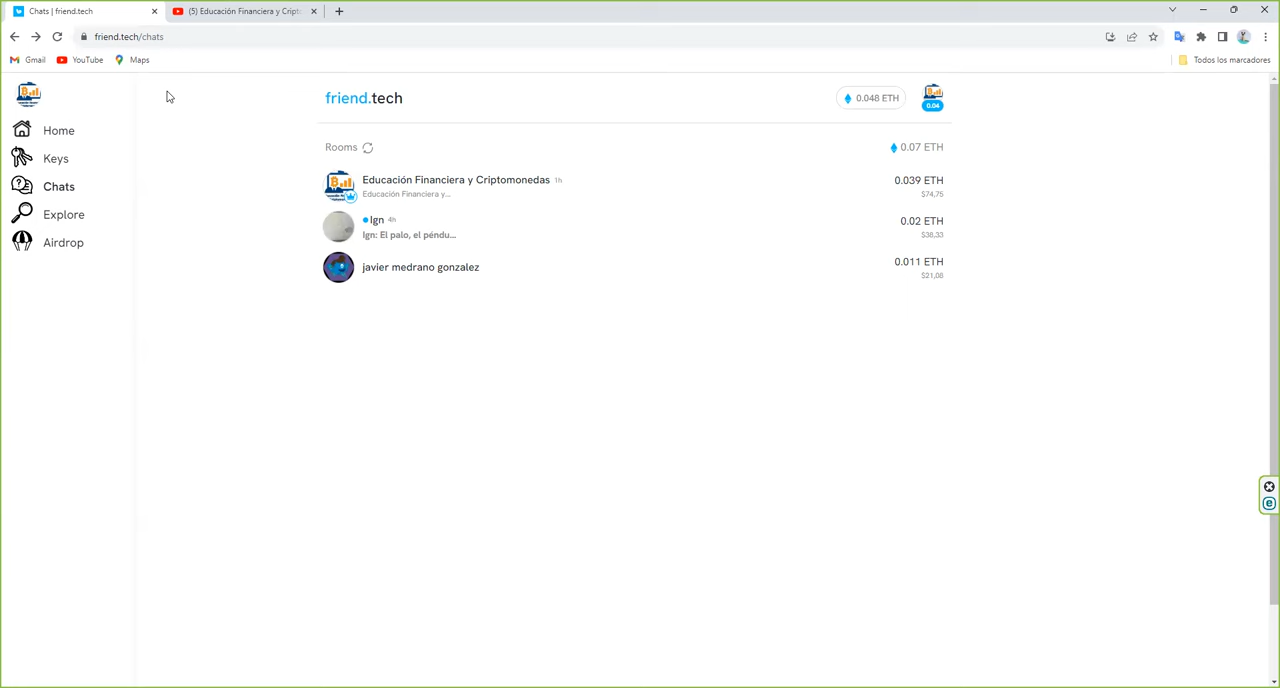 Chats | friend.tech
(5) Educación Financiera y Cripto
friend.tech/chats
Gmail
YouTube
Maps
Todos los marcadores
Home
Keys
Chats
Explore
Airdrop
friend.tech
0.048 ETH
0.04
Rooms
0.07 ETH
Educación Financiera y Criptomonedas 1h
Educación Financiera y...
0.039 ETH
$74,75
Ign 4h
Ign: El palo, el péndu...
0.02 ETH
$38,33
javier medrano gonzalez
0.011 ETH
$21,08